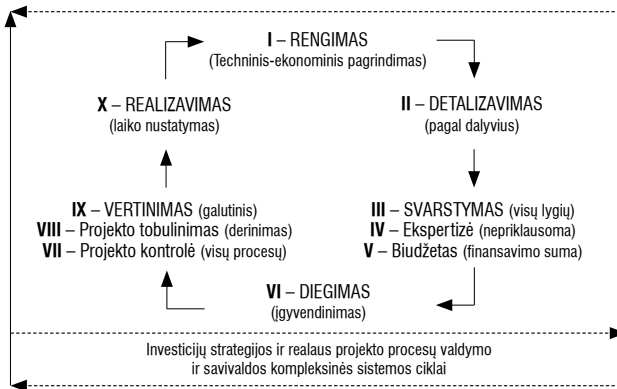 I – RENGIMAS
(Techninis-ekonominis pagrindimas)
X – REALIZAVIMAS
(laiko nustatymas)
II – DETALIZAVIMAS
(pagal dalyvius)
IX – VERTINIMAS (galutinis)
VIII – Projekto tobulinimas (derinimas)
VII – Projekto kontrolė (visų procesų)
III – SVARSTYMAS (visų lygių)
IV – Ekspertizė (nepriklausoma)
V – Biudžetas (finansavimo suma)
VI – DIEGIMAS
(įgyvendinimas)
Investicijų strategijos ir realaus projekto procesų valdymo
ir savivaldos kompleksinės sistemos ciklai